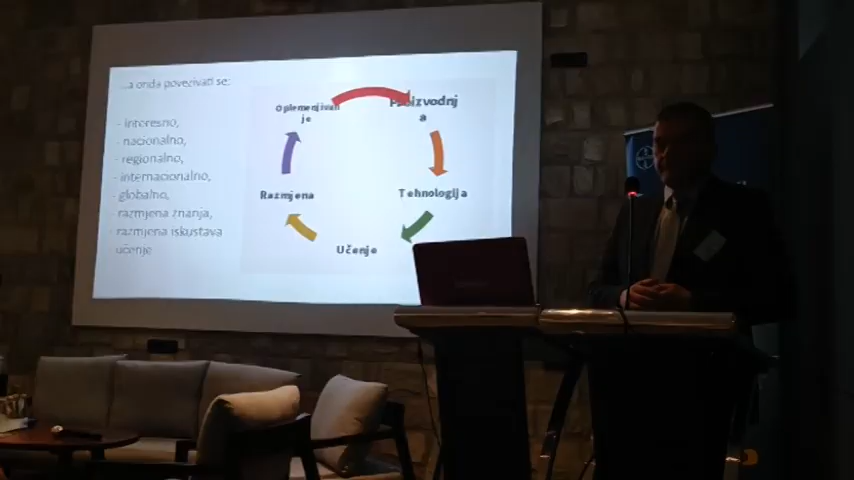 ...a onda povezivati se:
- interesno,
- nacionalno,
- regionalno,
- internacionalno,
- globalno,
- razmjena znanja,
- razmjena iskustava
učenje
Oplemenjivan
je
Proizvodnj
a
Razmjena
Tehnologija
Učenje